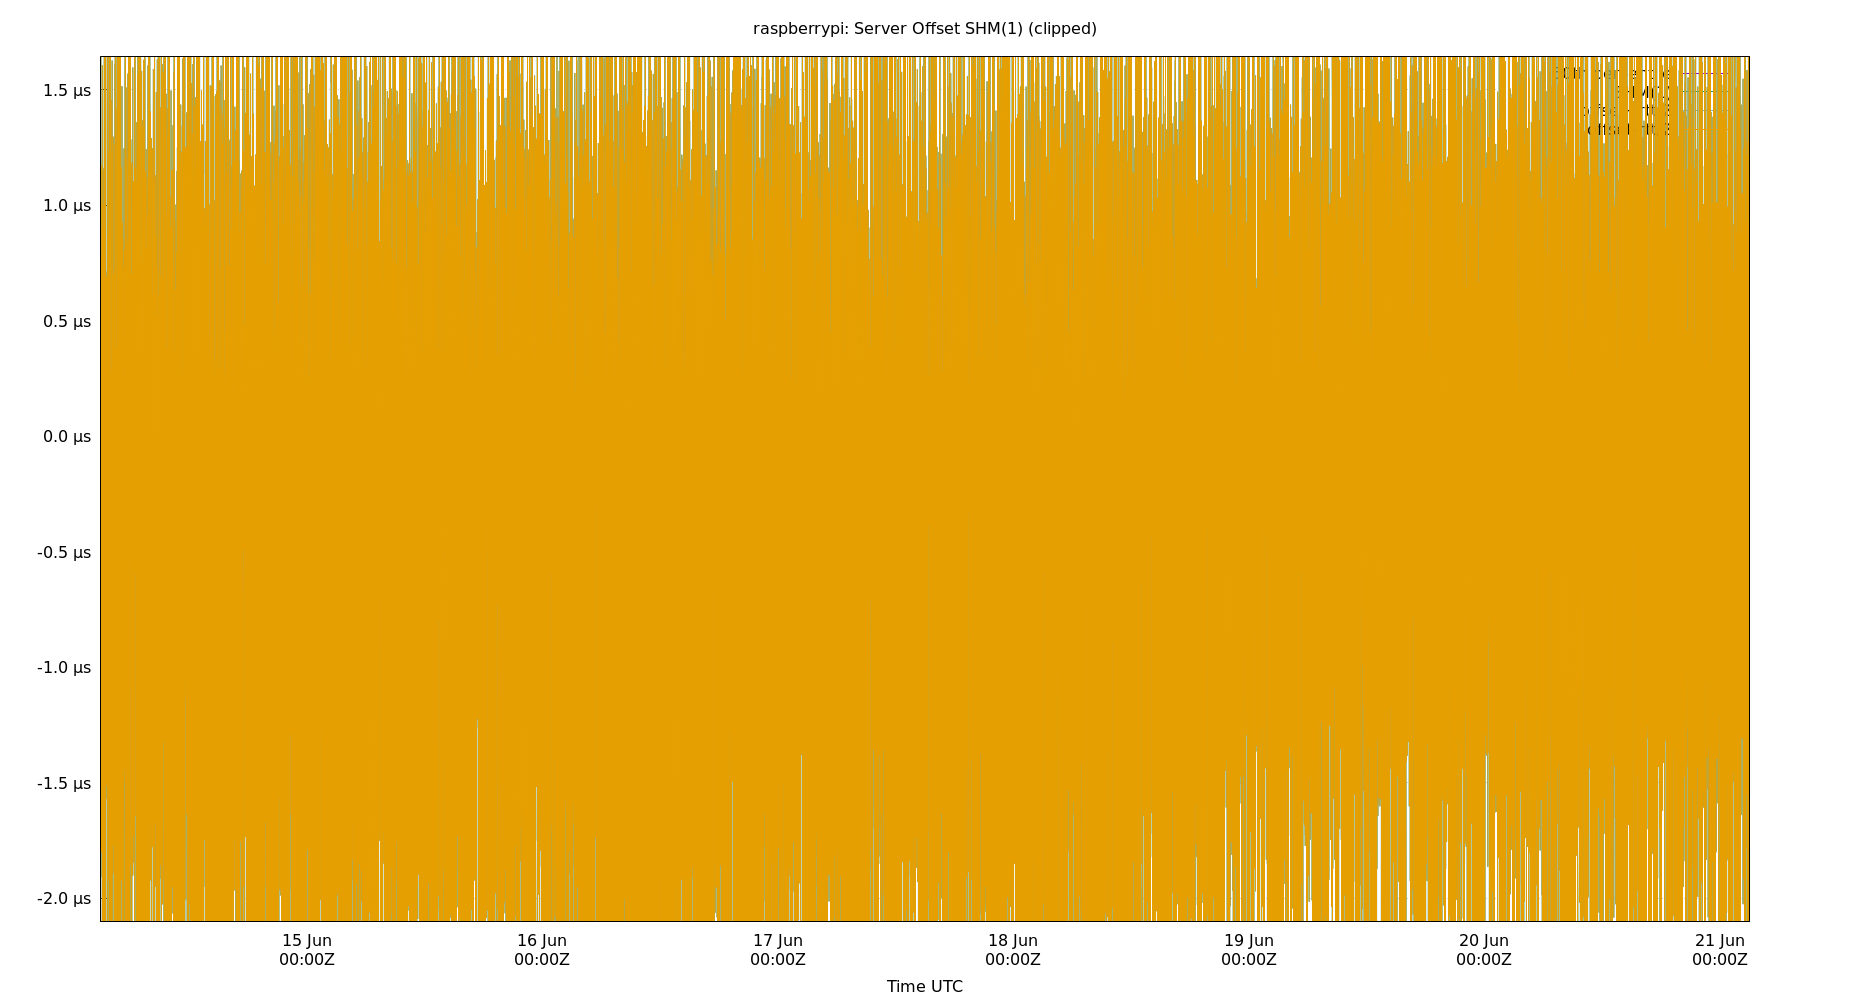 raspberrypi: Server Offset SHM(1) (clipped)
1.5 µs
1.0 µs
0.5 µs
0.0 µs
-0.5 µs
-1.0 µs
-1.5 µs
-2.0 µs
15 Jun 16 Jun 17 Jun 18 Jun 19 Jun 20 Jun 21 Jun
00:00Z 00:00Z 00:00Z 00:00Z 00:00Z 00:00Z 00:00Z
Time UTC